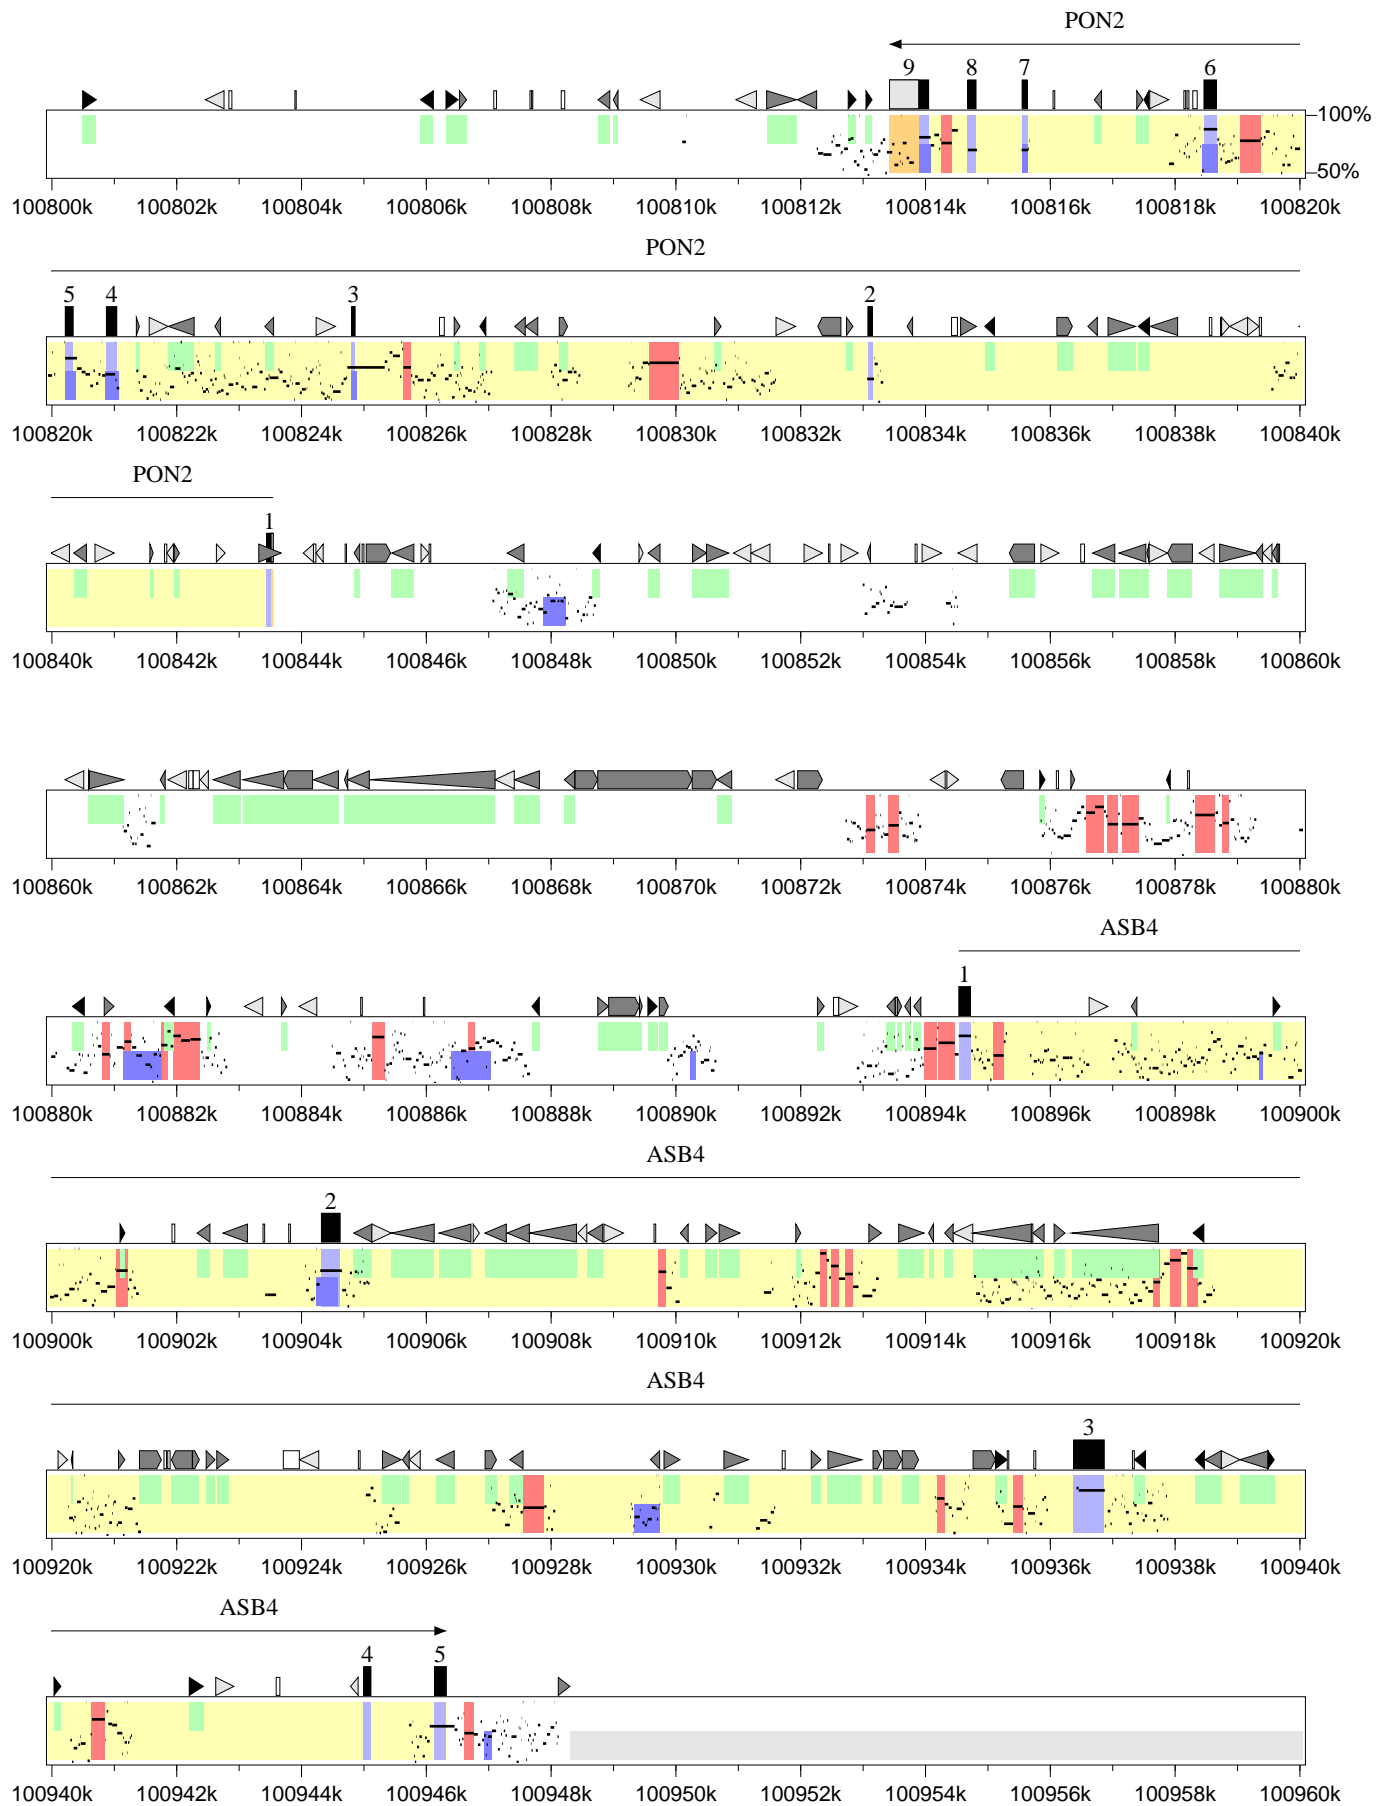 PON2
9 8 7 6
100%
50%
100800k 100802k 100804k 100806k 100808k 100810k 100812k 100814k 100816k 100818k 100820k
PON2
5 4 3 2
100820k 100822k 100824k 100826k 100828k 100830k 100832k 100834k 100836k 100838k 100840k
PON2
1
100840k 100842k 100844k 100846k 100848k 100850k 100852k 100854k 100856k 100858k 100860k
100860k 100862k 100864k 100866k 100868k 100870k 100872k 100874k 100876k 100878k 100880k
ASB4
1
100880k 100882k 100884k 100886k 100888k 100890k 100892k 100894k 100896k 100898k 100900k
ASB4
2
100900k 100902k 100904k 100906k 100908k 100910k 100912k 100914k 100916k 100918k 100920k
ASB4
3
100920k 100922k 100924k 100926k 100928k 100930k 100932k 100934k 100936k 100938k 100940k
ASB4
4 5
100940k 100942k 100944k 100946k 100948k 100950k 100952k 100954k 100956k 100958k 100960k